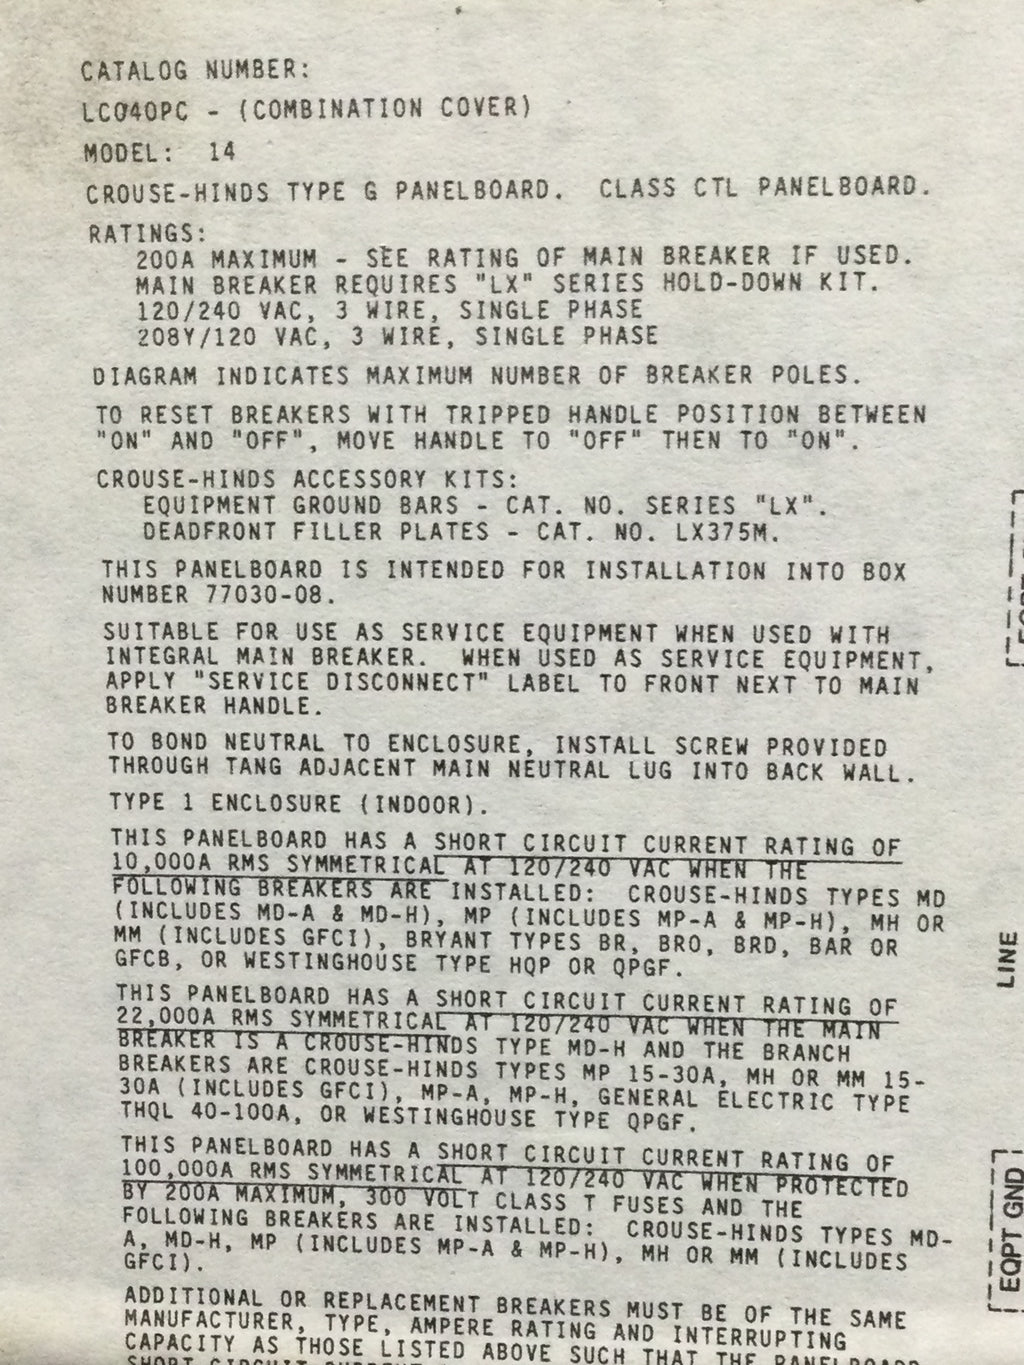 CATALOG NUMBER:
LC040PC - (COMBINATION COVER)
MODEL: 14
CROUSE-HINDS TYPE G PANELBOARD. CLASS CTL PANELBOARD.
RATINGS:
200A MAXIMUM - SEE RATING OF MAIN BREAKER IF USED.
MAIN BREAKER REQUIRES "LX" SERIES HOLD-DOWN KIT.
120/240 VAC, 3 WIRE, SINGLE PHASE
208Y/120 VAC, 3 WIRE, SINGLE PHASE
DIAGRAM INDICATES MAXIMUM NUMBER OF BREAKER POLES.
TO RESET BREAKERS WITH TRIPPED HANDLE POSITION BETWEEN
"ON" AND "OFF", MOVE HANDLE TO "OFF" THEN TO "ON".
CROUSE-HINDS ACCESSORY KITS:
EQUIPMENT GROUND BARS - CAT. NO. SERIES "LX".
DEADFRONT FILLER PLATES - CAT. NO. LX375M.
THIS PANELBOARD IS INTENDED FOR INSTALLATION INTO BOX
NUMBER 77030-08.
SUITABLE FOR USE AS SERVICE EQUIPMENT WHEN USED WITH
INTEGRAL MAIN BREAKER. WHEN USED AS SERVICE EQUIPMENT,
APPLY "SERVICE DISCONNECT" LABEL TO FRONT NEXT TO MAIN
BREAKER HANDLE.
TO BOND NEUTRAL TO ENCLOSURE, INSTALL SCREW PROVIDED
THROUGH TANG ADJACENT MAIN NEUTRAL LUG INTO BACK WALL.
TYPE 1 ENCLOSURE (INDOOR).
THIS PANELBOARD HAS A SHORT CIRCUIT CURRENT RATING OF
10,000A RMS SYMMETRICAL AT 120/240 VAC WHEN THE
FOLLOWING BREAKERS ARE INSTALLED: CROUSE-HINDS TYPES MD
(INCLUDES MD-A & MD-H), MP (INCLUDES MP-A & MP-H), MH OR
MM (INCLUDES GFCI), BRYANT TYPES BR, BRO, BRD, BAR OR
GFCB, OR WESTINGHOUSE TYPE HQP OR QPGF.
THIS PANELBOARD HAS A SHORT CIRCUIT CURRENT RATING OF
22,000A RMS SYMMETRICAL AT 120/240 VAC WHEN THE MAIN
BREAKER IS A CROUSE-HINDS TYPE MD-H AND THE BRANCH
BREAKERS ARE CROUSE-HINDS TYPES MP 15-30A, MH OR MM 15-
30A (INCLUDES GFCI), MP-A, MP-H, GENERAL ELECTRIC TYPE
THQL 40-100A, OR WESTINGHOUSE TYPE QPGF.
THIS PANELBOARD HAS A SHORT CIRCUIT CURRENT RATING OF
100,000A RMS SYMMETRICAL AT 120/240 VAC WHEN PROTECTED
BY 200A MAXIMUM, 300 VOLT CLASS T FUSES AND THE
FOLLOWING BREAKERS ARE INSTALLED: CROUSE-HINDS TYPES MD-
A, MD-H, MP (INCLUDES MP-A & MP-H), MH OR MM (INCLUDES
GFCI).
ADDITIONAL OR REPLACEMENT BREAKERS MUST BE OF THE SAME
MANUFACTURER, TYPE, AMPERE RATING AND INTERRUPTING
CAPACITY AS THOSE LISTED ABOVE SUCH THAT THE PANELBOARD
SHORT CIRCUIT CURRENT
LINE
EQPT GND